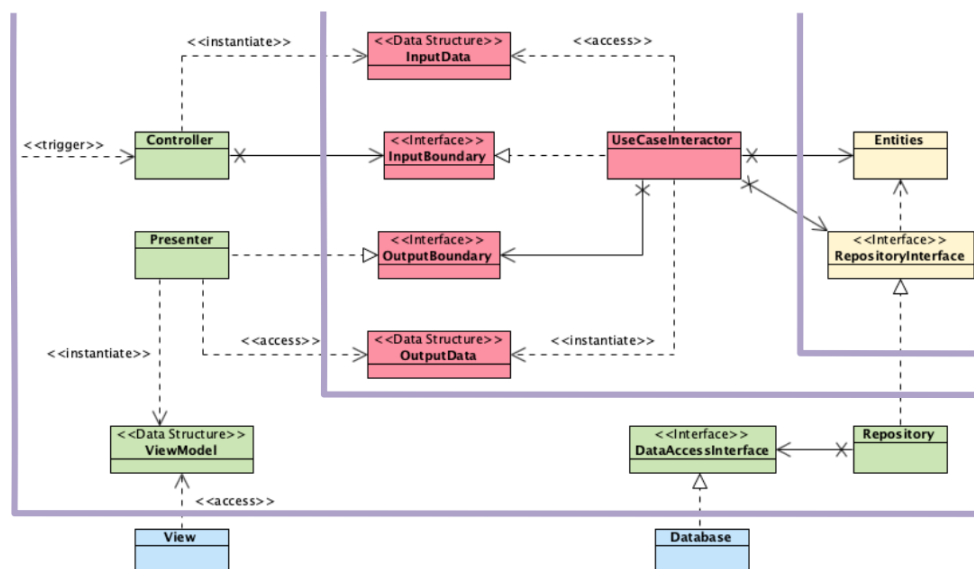 <<instantiate>>
<<Data Structure>>
InputData
<<access>>
<<trigger>>
Controller
<<Interface>>
InputBoundary
UseCaseInteractor
Entities
Presenter
<<Interface>>
OutputBoundary
<<Interface>>
RepositoryInterface
<<instantiate>>
<<access>>
<<Data Structure>>
OutputData
<<instantiate>>
<<Data Structure>>
ViewModel
<<Interface>>
DataAccessInterface
Repository
<<access>>
View
Database